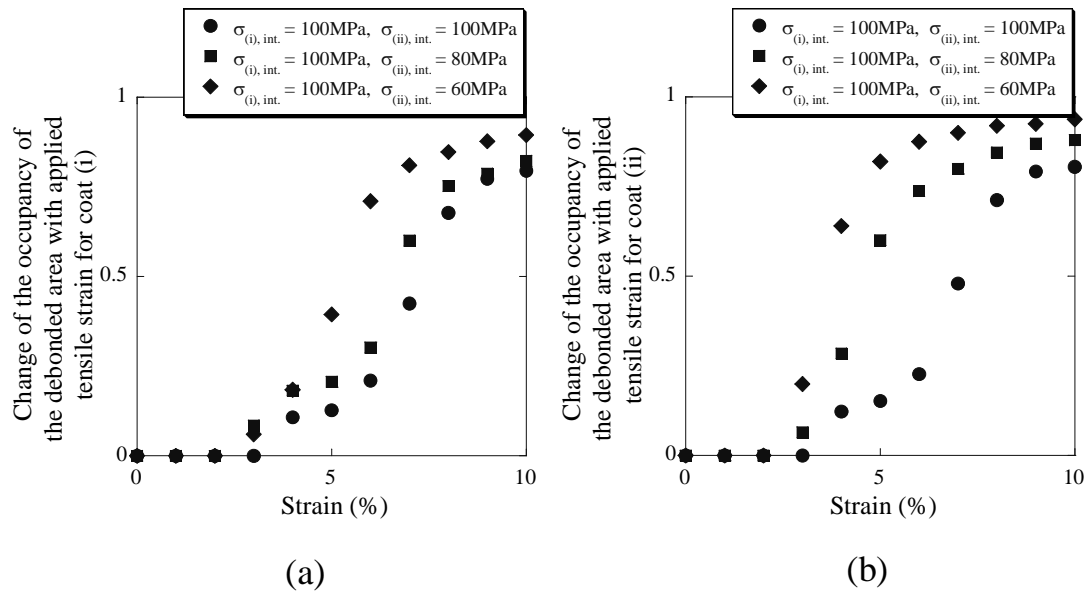 σ(i), int. = 100MPa, σ(ii), int. = 100MPa
σ(i), int. = 100MPa, σ(ii), int. = 80MPa
σ(i), int. = 100MPa, σ(ii), int. = 60MPa
Change of the occupancy of
the debonded area with applied
tensile strain for coat (i)
1
0.5
0
0
5
10
Strain (%)
(a)
σ(i), int. = 100MPa, σ(ii), int. = 100MPa
σ(i), int. = 100MPa, σ(ii), int. = 80MPa
σ(i), int. = 100MPa, σ(ii), int. = 60MPa
Change of the occupancy of
the debonded area with applied
tensile strain for coat (ii)
1
0.5
0
0
5
10
Strain (%)
(b)